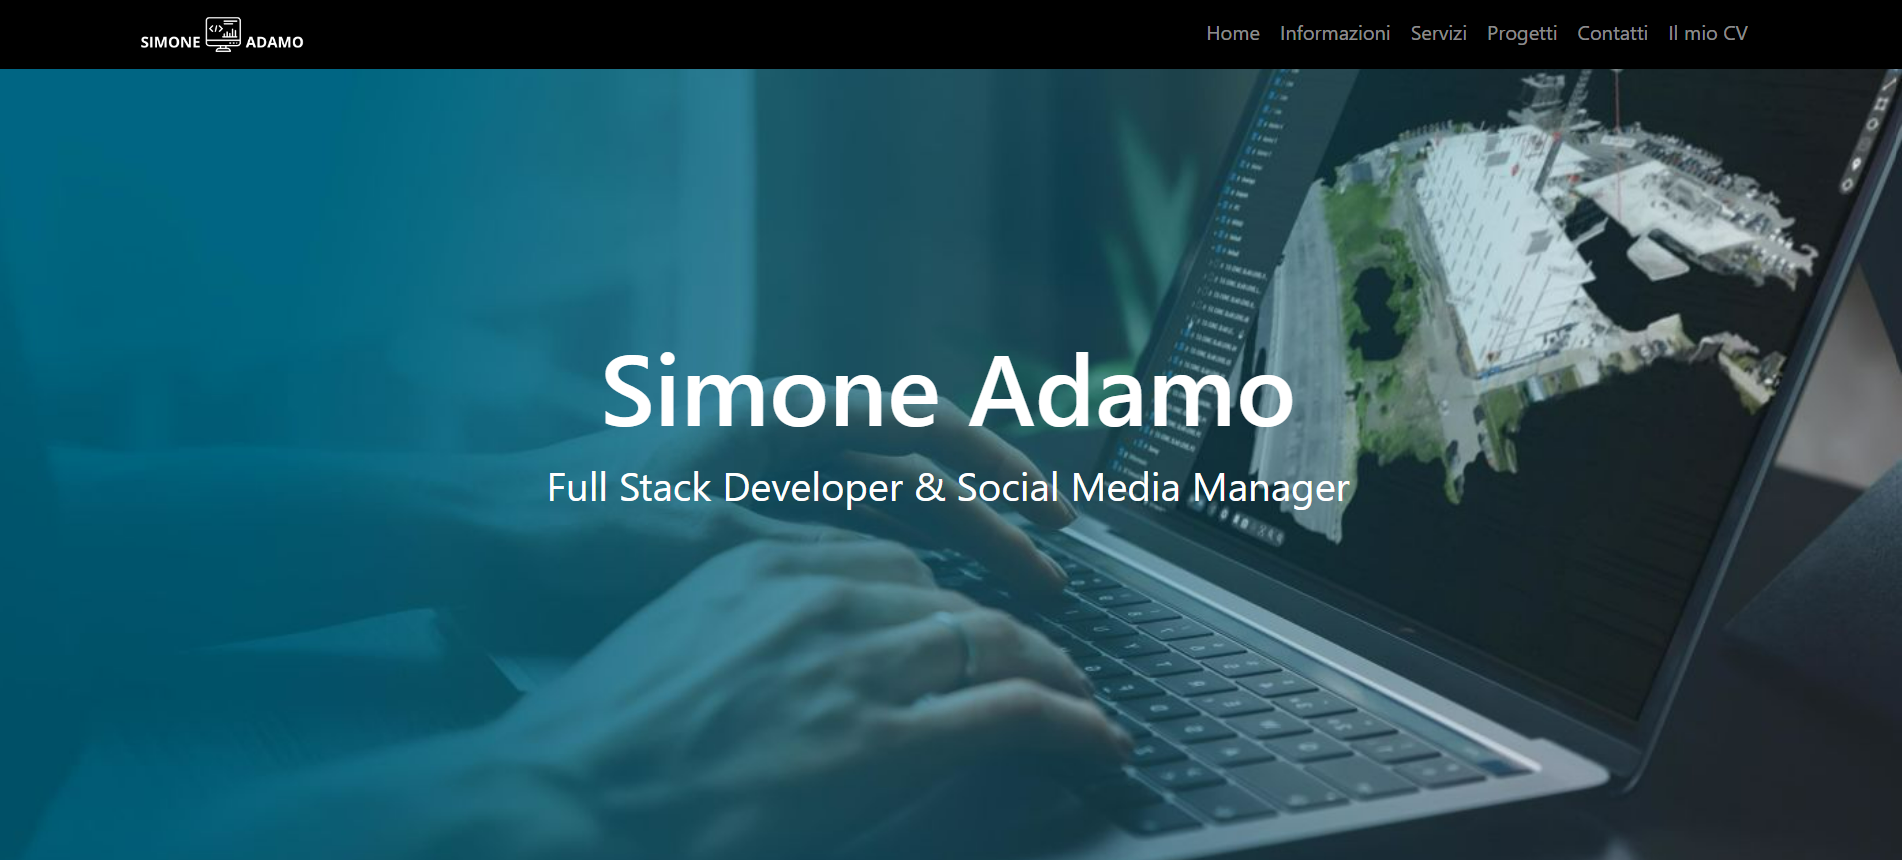 SIMONE ADAMO
Home Informazioni Servizi Progetti Contatti Il mio CV
Simone Adamo
Full Stack Developer & Social Media Manager